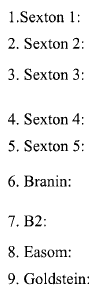 1.Sexton 1:
2. Sexton 2:
3. Sexton 3:
4. Sexton 4:
5. Sexton 5:
6. Branin:
7. B2:
8. Easom:
9. Goldstein: